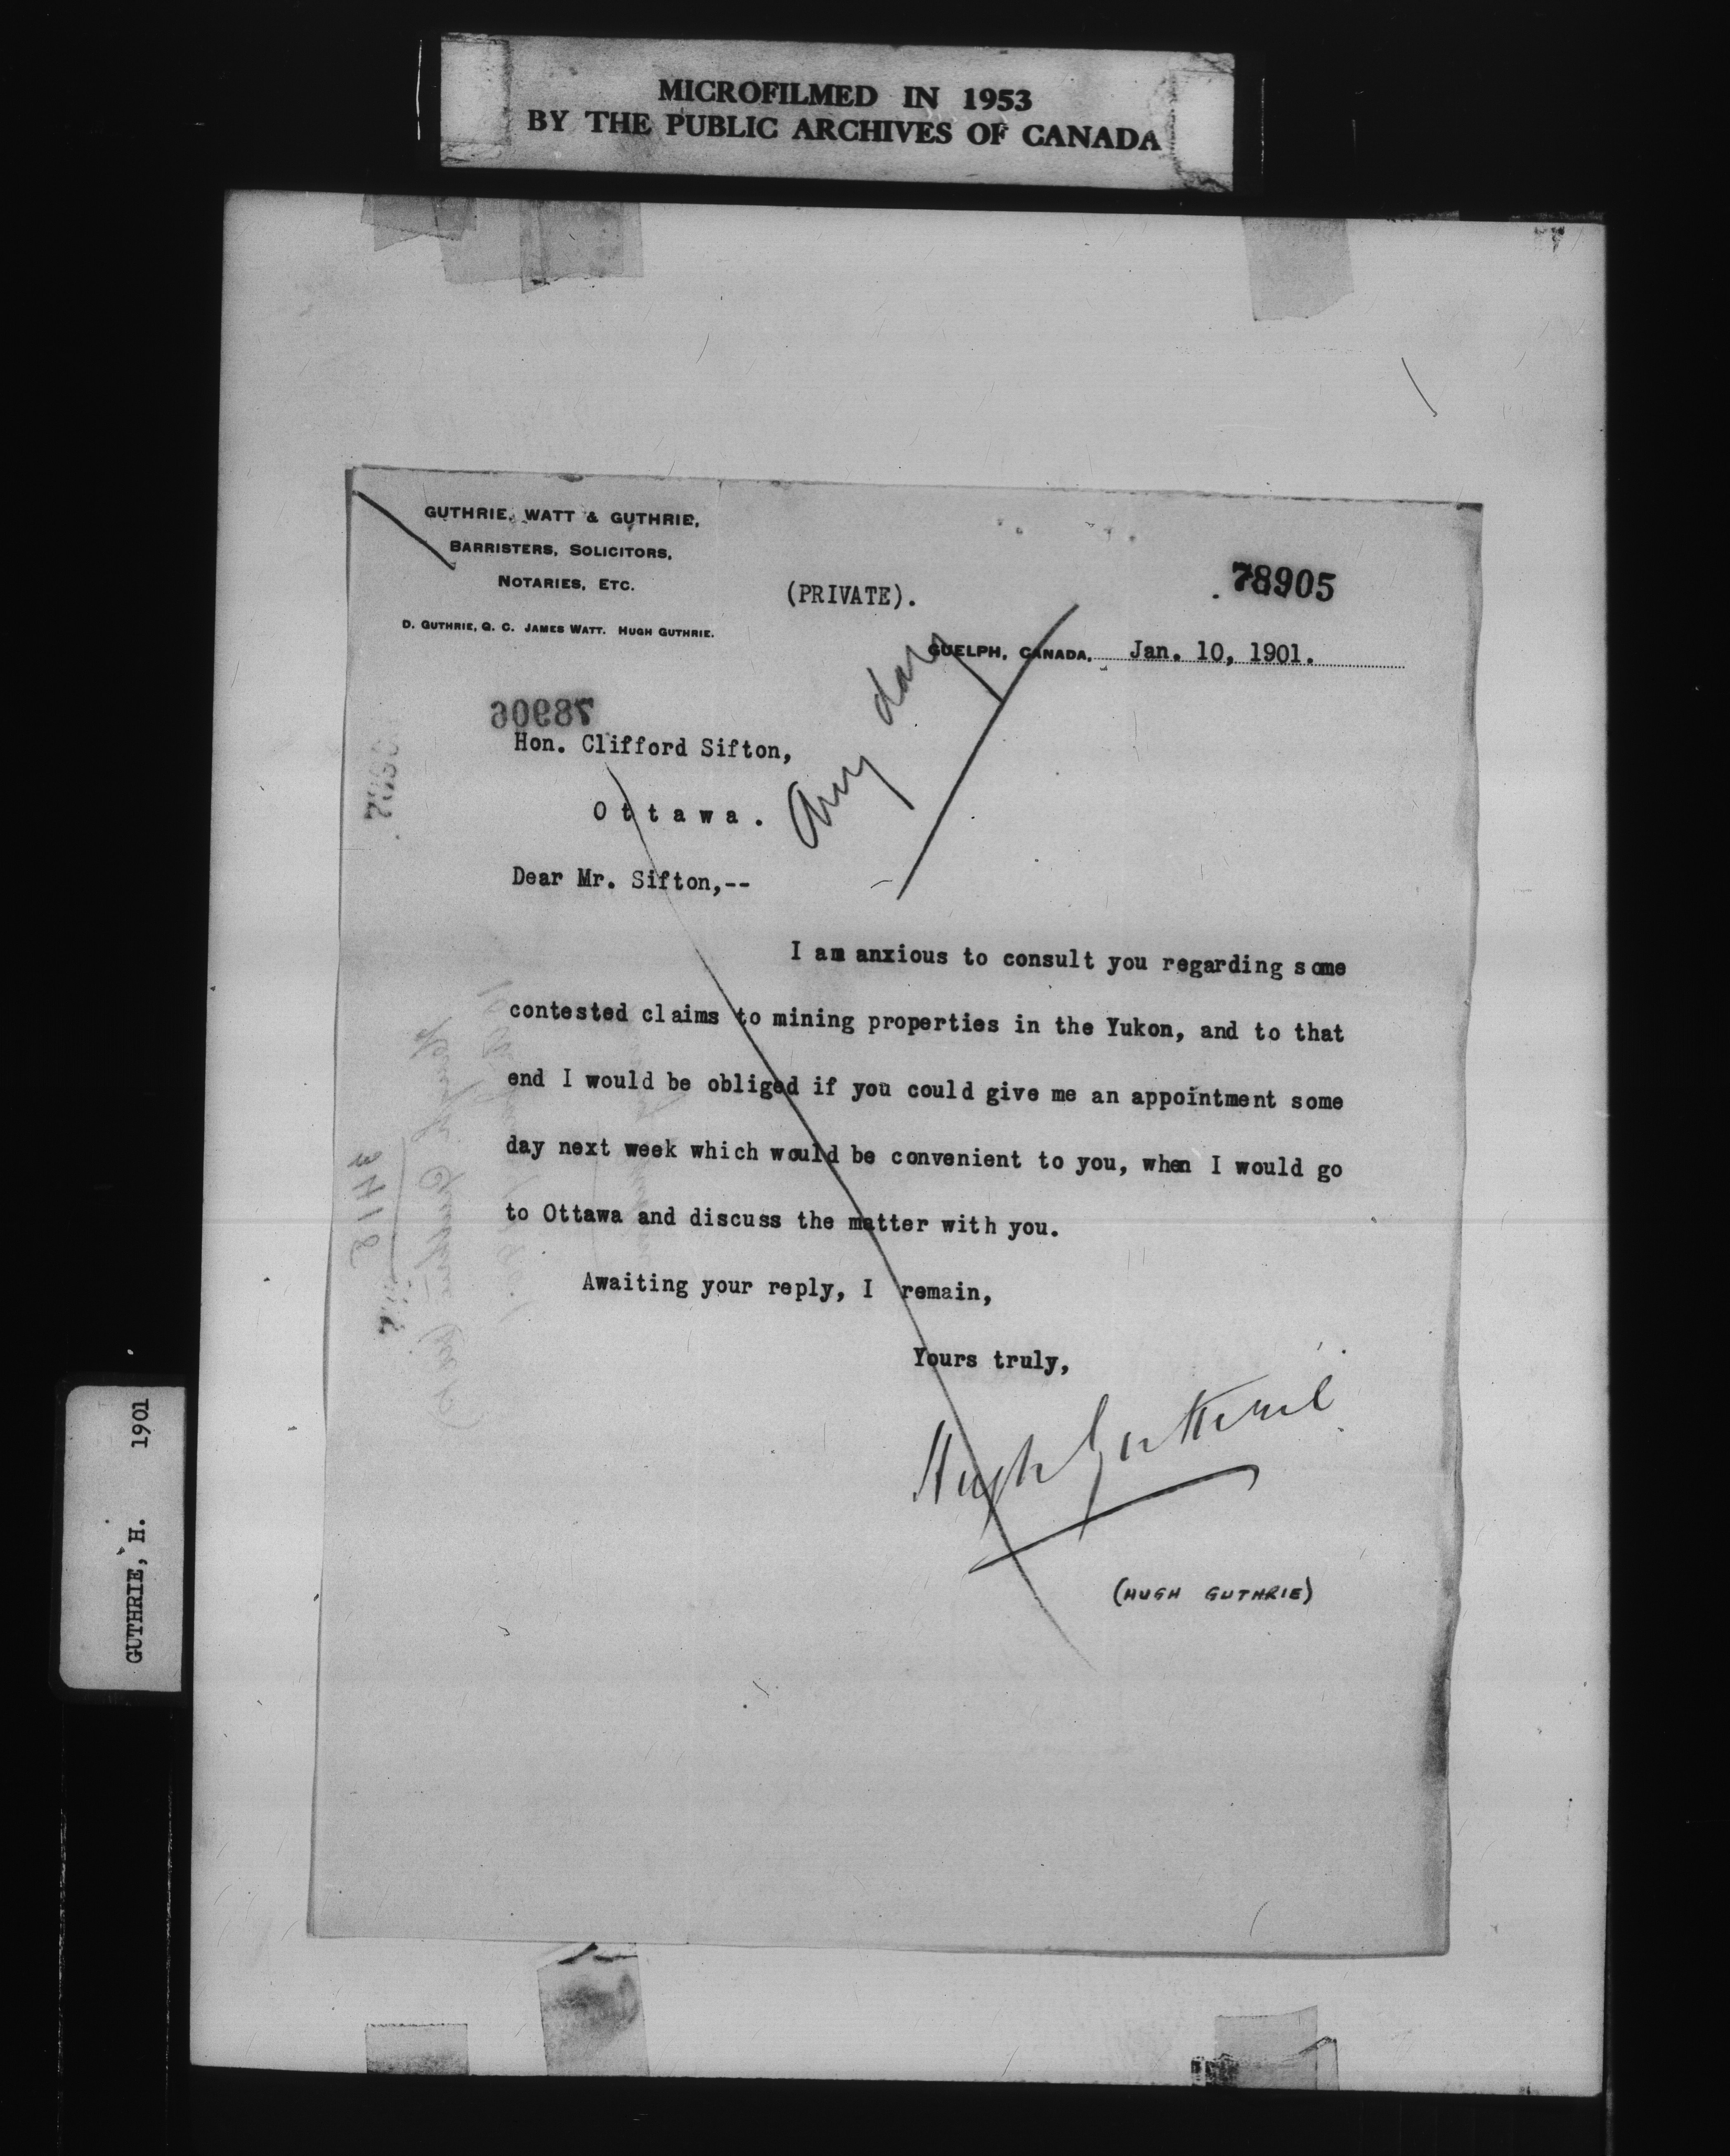 MICROFILMED IN 1953
BY THE PUBLIC ARCHIVES OF CANADA
GUTHRIE, WATT & GUTHRIE,
BARRISTERS, SOLICITORS,
NOTARIES, ETC.
D. GUTHRIE, Q. C. JAMES WATT. HUGH GUTHRIE.
(PRIVATE).
78905
GUELPH, CANADA, Jan. 10, 1901.
Any day
78906
Hon. Clifford Sifton,
Ottawa.
Dear Mr. Sifton,--
I am anxious to consult you regarding some
contested claims to mining properties in the Yukon, and to that
end I would be obliged if you could give me an appointment some
day next week which would be convenient to you, when I would go
to Ottawa and discuss the matter with you.
Awaiting your reply, I remain,
Yours truly,
Hugh Guthrie
(HUGH GUTHRIE)
GUTHRIE, H. 1901